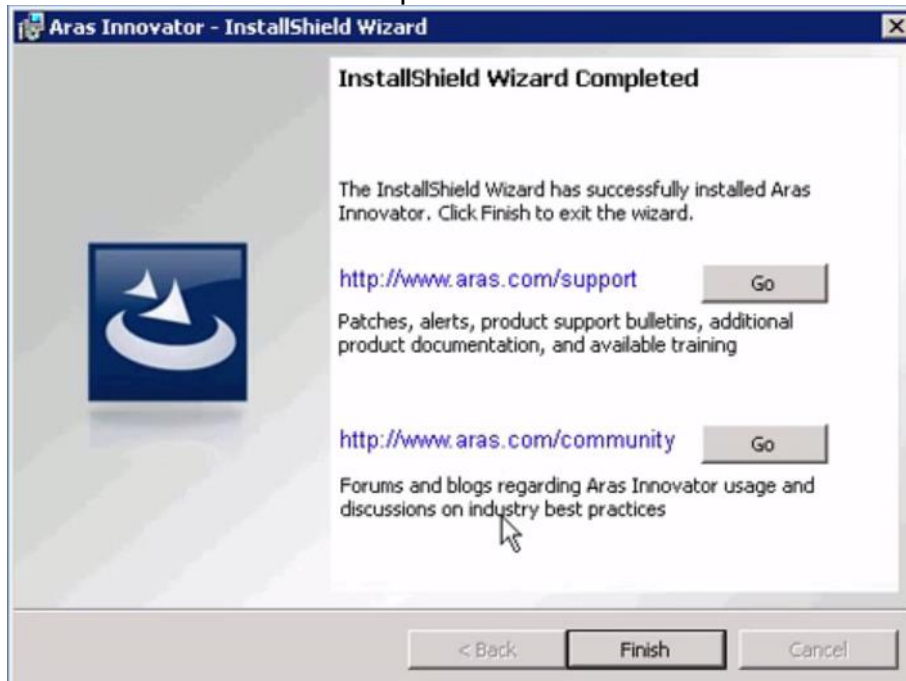 Aras Innovator - InstallShield Wizard
InstallShield Wizard Completed
The InstallShield Wizard has successfully installed Aras
Innovator. Click Finish to exit the wizard.
http://www.aras.com/support
Go
Patches, alerts, product support bulletins, additional
product documentation, and available training
http://www.aras.com/community
Go
Forums and blogs regarding Aras Innovator usage and
discussions on industry best practices
< Back
Finish
Cancel